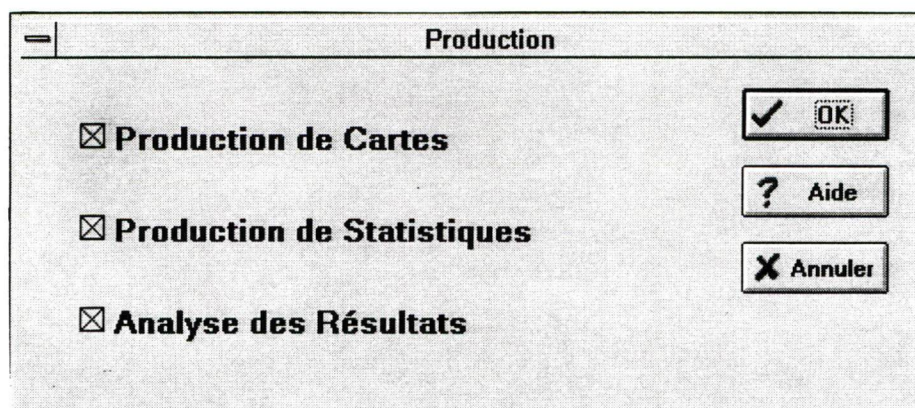 Production
Production de Cartes
Production de Statistiques
Analyse des Résultats
OK
? Aide
Annuler